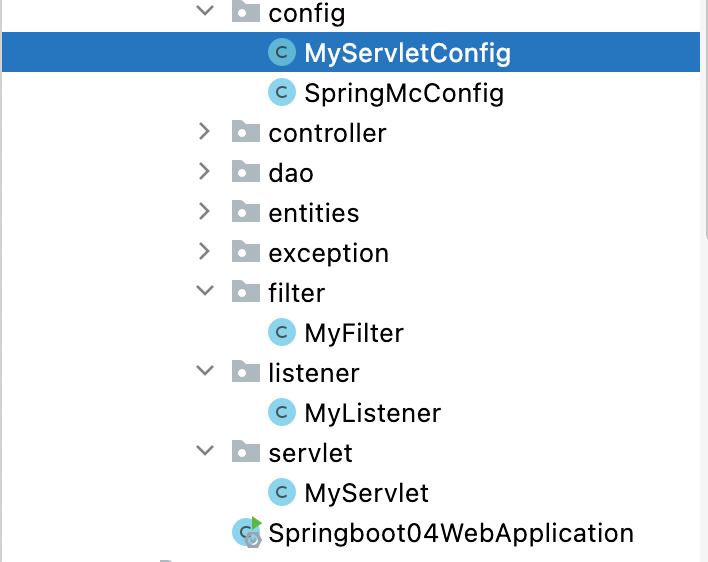 config
C MyServletConfig
C SpringMcConfig
controller
dao
entities
exception
filter
C MyFilter
listener
C MyListener
servlet
C MyServlet
C Springboot04WebApplication